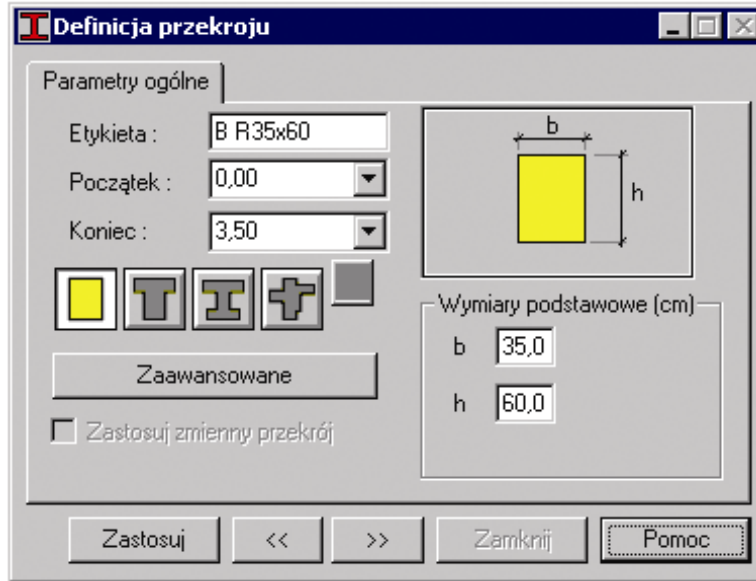 Definicja przekroju
Parametry ogólne
Etykieta : B R35x60
Początek : 0,00
Koniec : 3,50
Zaawansowane
Zastosuj zmienny przekrój
b
h
Wymiary podstawowe (cm)
b 35,0
h 60,0
Zastosuj << >> Zamknij Pomoc